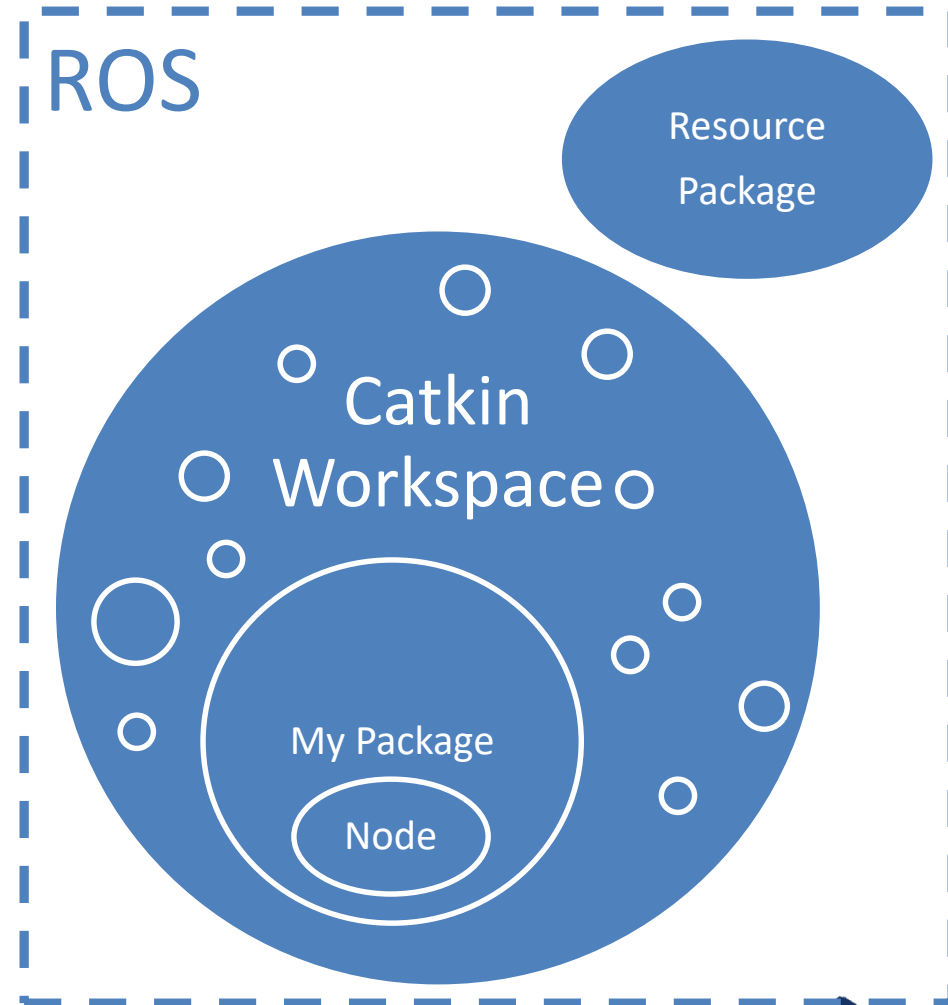 ROS
Resource
Package
Catkin
Workspace
My Package
Node